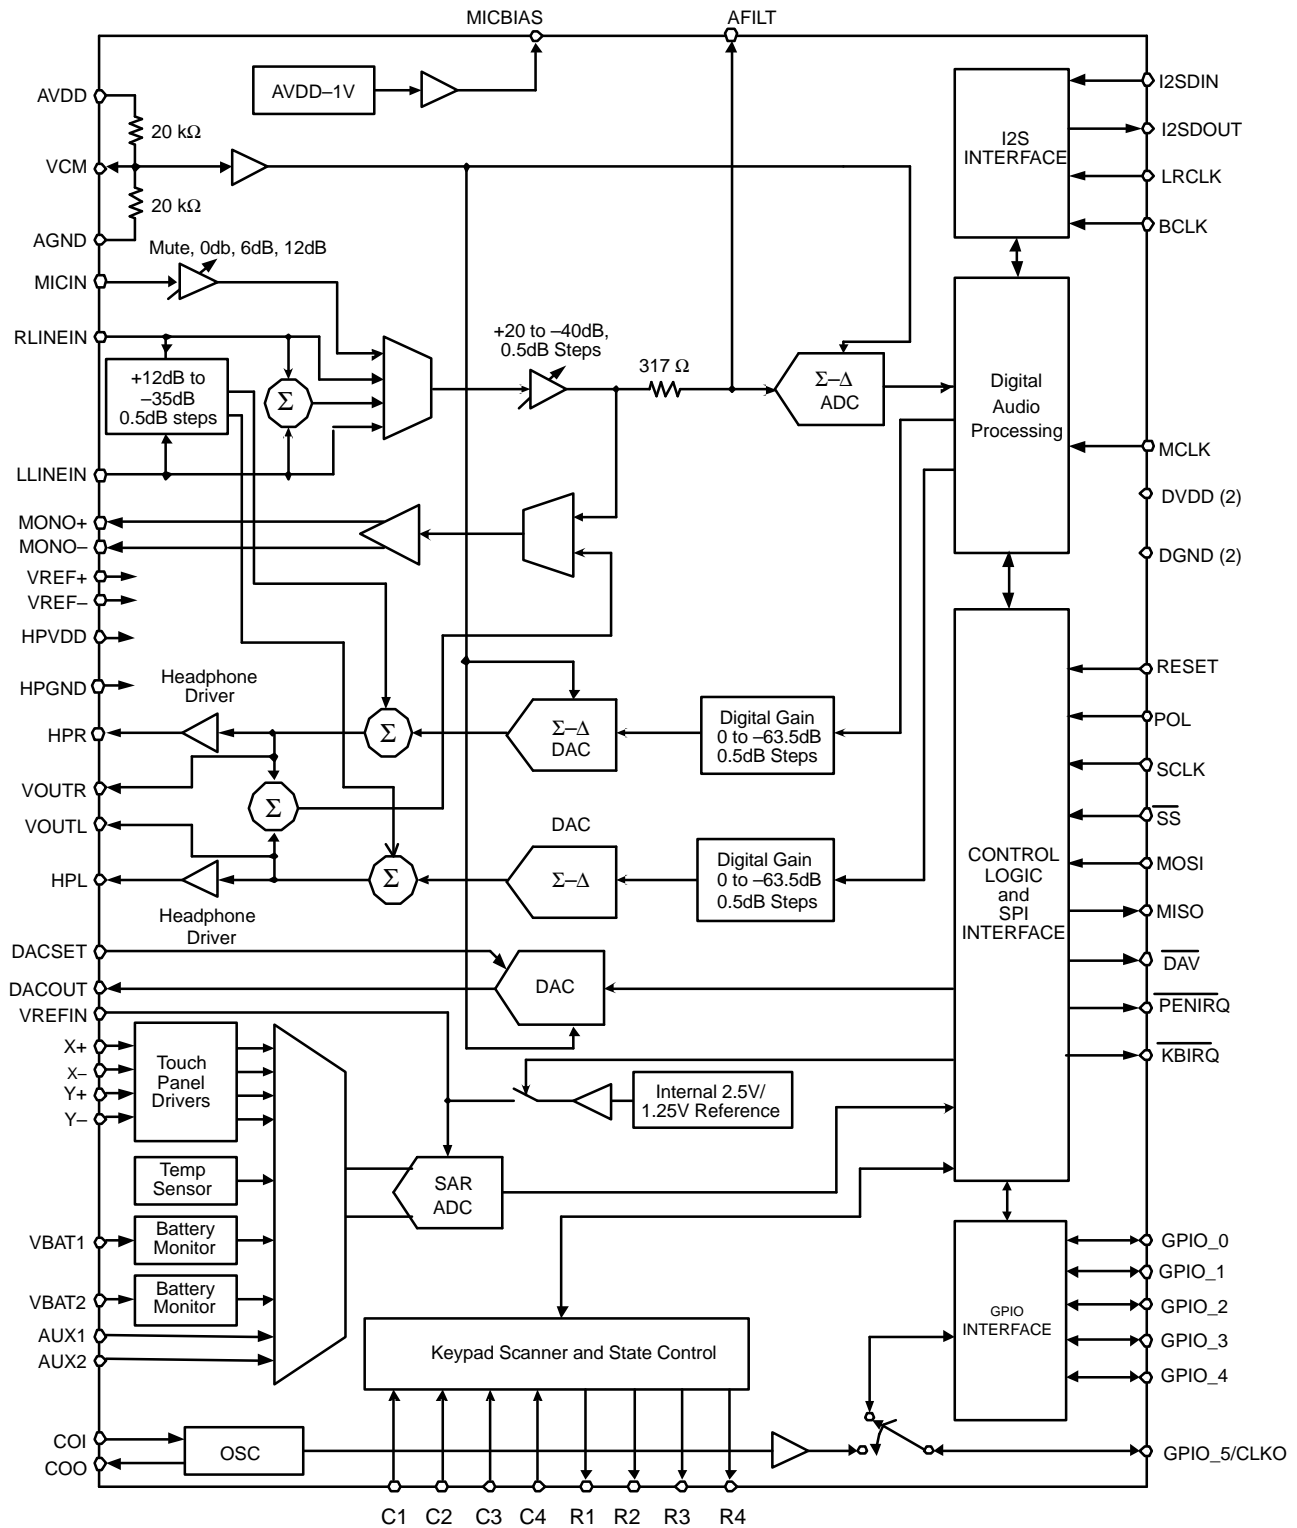 MICBIAS
AFILT
AVDD
AVDD–1V
20 kΩ
VCM
20 kΩ
AGND
Mute, 0db, 6dB, 12dB
MICIN
RLINEIN
+12dB to
–35dB
0.5dB steps
Σ
LLINEIN
+20 to –40dB,
0.5dB Steps
317 Ω
Σ–Δ
ADC
I2S
INTERFACE
I2SDIN
I2SDOUT
LRCLK
BCLK
Digital
Audio
Processing
MCLK
DVDD (2)
DGND (2)
MONO+
MONO–
VREF+
VREF–
HPVDD
HPGND
Headphone
Driver
HPR
Σ
Σ–Δ
DAC
Digital Gain
0 to –63.5dB
0.5dB Steps
VOUTR
Σ
VOUTL
HPL
Headphone
Driver
Σ
DAC
Σ–Δ
Digital Gain
0 to –63.5dB
0.5dB Steps
CONTROL
LOGIC
and
SPI
INTERFACE
RESET
POL
SCLK
SS
MOSI
MISO
DAV
PENIRQ
KBIRQ
DACSET
DACOUT
DAC
VREFIN
X+
X–
Y+
Y–
Touch
Panel
Drivers
Internal 2.5V/
1.25V Reference
Temp
Sensor
SAR
ADC
VBAT1
Battery
Monitor
VBAT2
Battery
Monitor
AUX1
AUX2
Keypad Scanner and State Control
GPIO
INTERFACE
GPIO_0
GPIO_1
GPIO_2
GPIO_3
GPIO_4
COI
COO
OSC
GPIO_5/CLKO
C1 C2 C3 C4 R1 R2 R3 R4